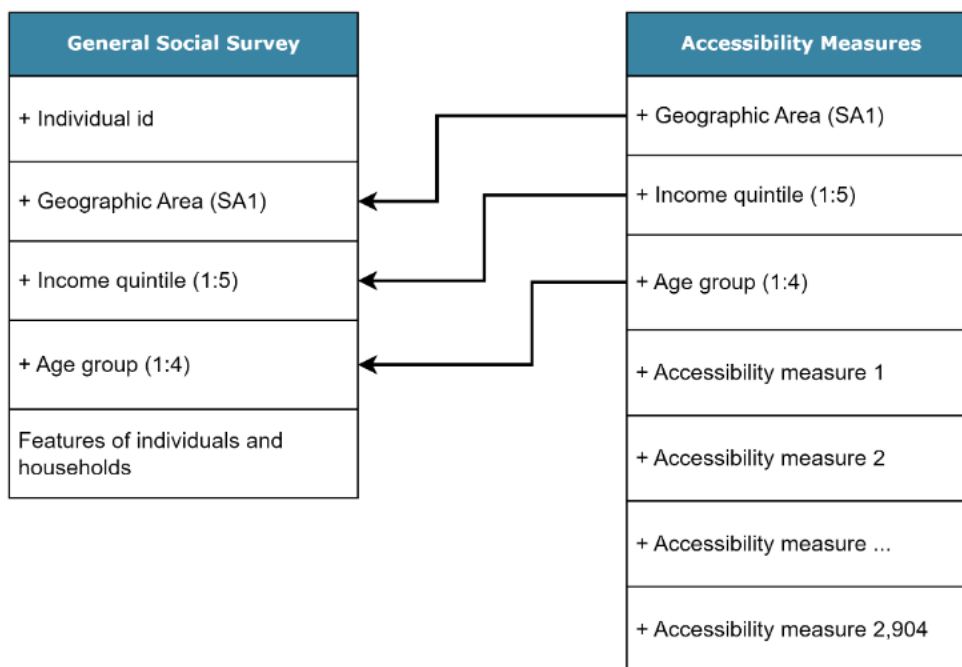 General Social Survey
+ Individual id
+ Geographic Area (SA1)
+ Income quintile (1:5)
+ Age group (1:4)
Features of individuals and
households
Accessibility Measures
+ Geographic Area (SA1)
+ Income quintile (1:5)
+ Age group (1:4)
+ Accessibility measure 1
+ Accessibility measure 2
+ Accessibility measure ...
+ Accessibility measure 2,904